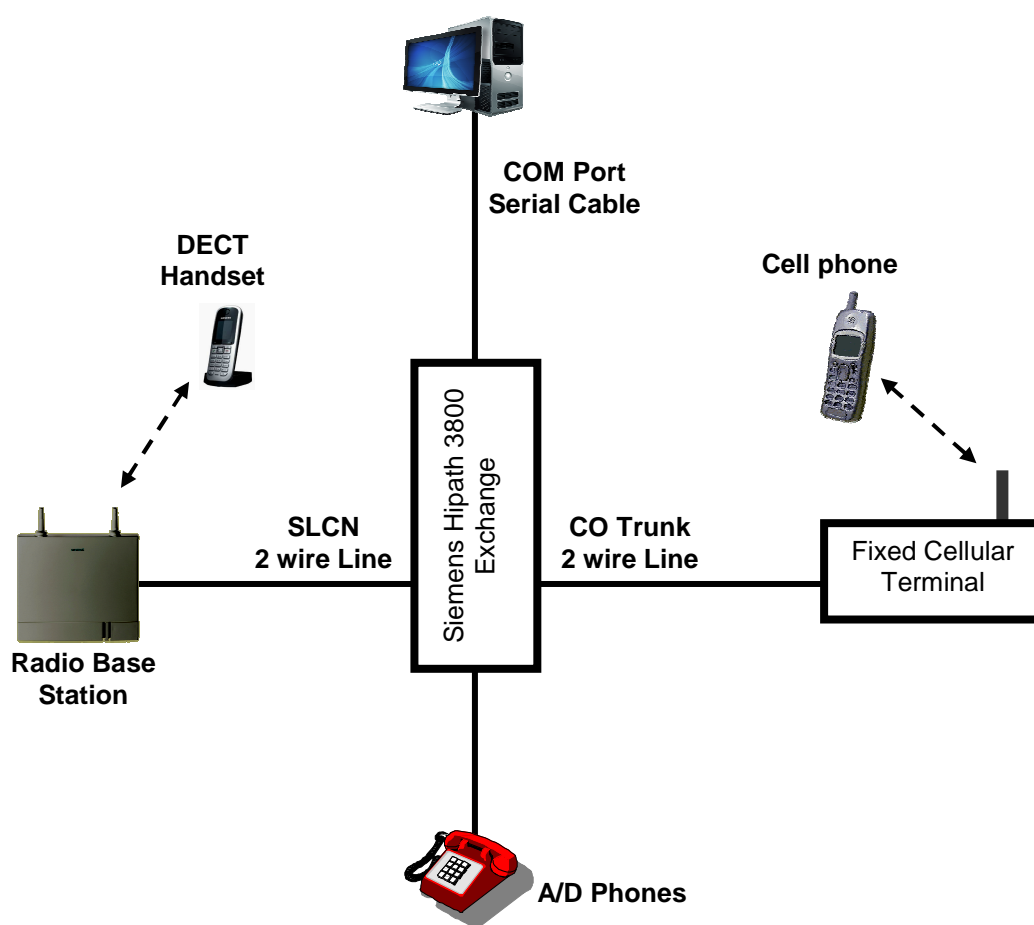 COM Port
Serial Cable
DECT
Handset
Cell phone
Siemens Hipath 3800
Exchange
SLCN
2 wire Line
CO Trunk
2 wire Line
Fixed Cellular
Terminal
Radio Base
Station
A/D Phones